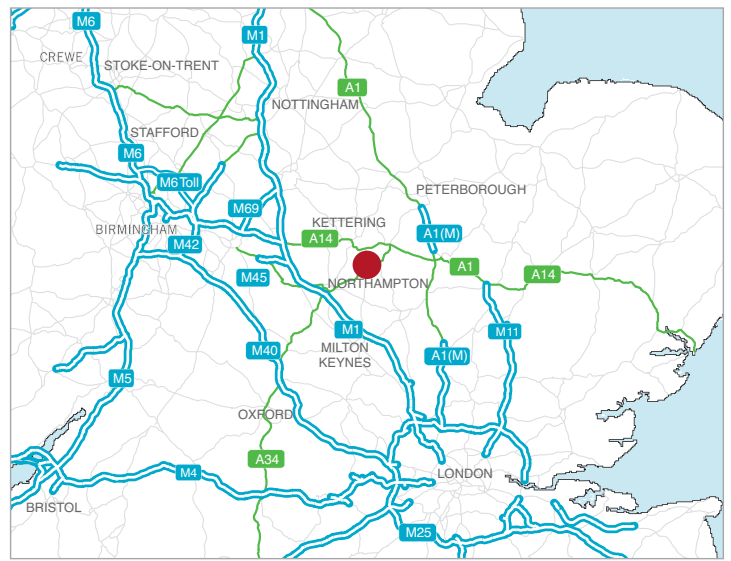 M6
M1
CREWE
STOKE-ON-TRENT
A1
NOTTINGHAM
STAFFORD
M6
M6 Toll
PETERBOROUGH
M69
KETTERING
BIRMINGHAM
A14
A1(M)
M42
A1
A14
M45
NORTHAMPTON
M1
M11
MILTON
KEYNES
M40
A1(M)
M5
OXFORD
A34
M4
LONDON
BRISTOL
M25